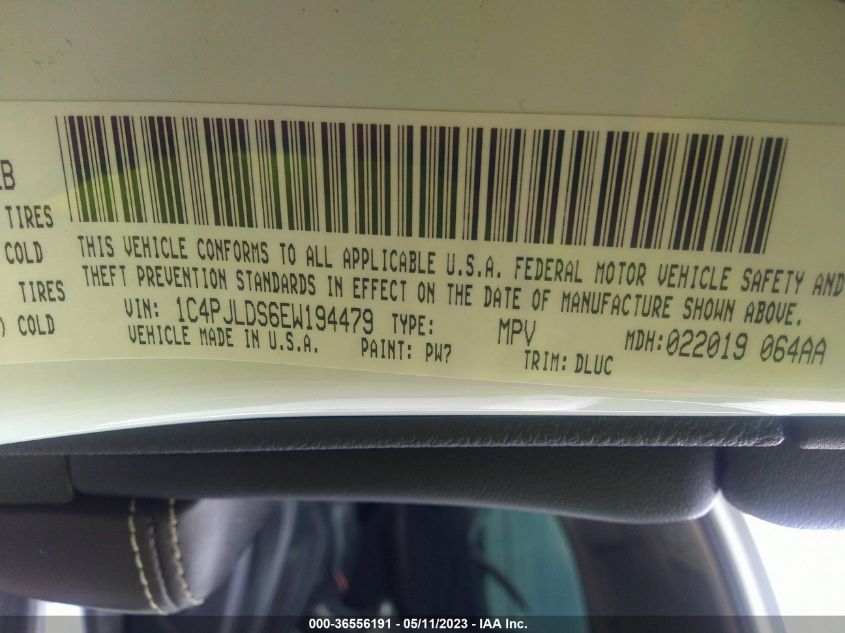 TIRES
COLD
TIRES
) COLD
THIS VEHICLE CONFORMS TO ALL APPLICABLE U.S.A. FEDERAL MOTOR VEHICLE SAFETY AND
THEFT PREVENTION STANDARDS IN EFFECT ON THE DATE OF MANUFACTURE SHOWN ABOVE.
VIN: 1C4PJLDS6EW194479 TYPE: MPV MDH:022019 064AA
VEHICLE MADE IN U.S.A. PAINT: PW7 TRIM: DLUC
000-36556191 - 05/11/2023 - IAA Inc.